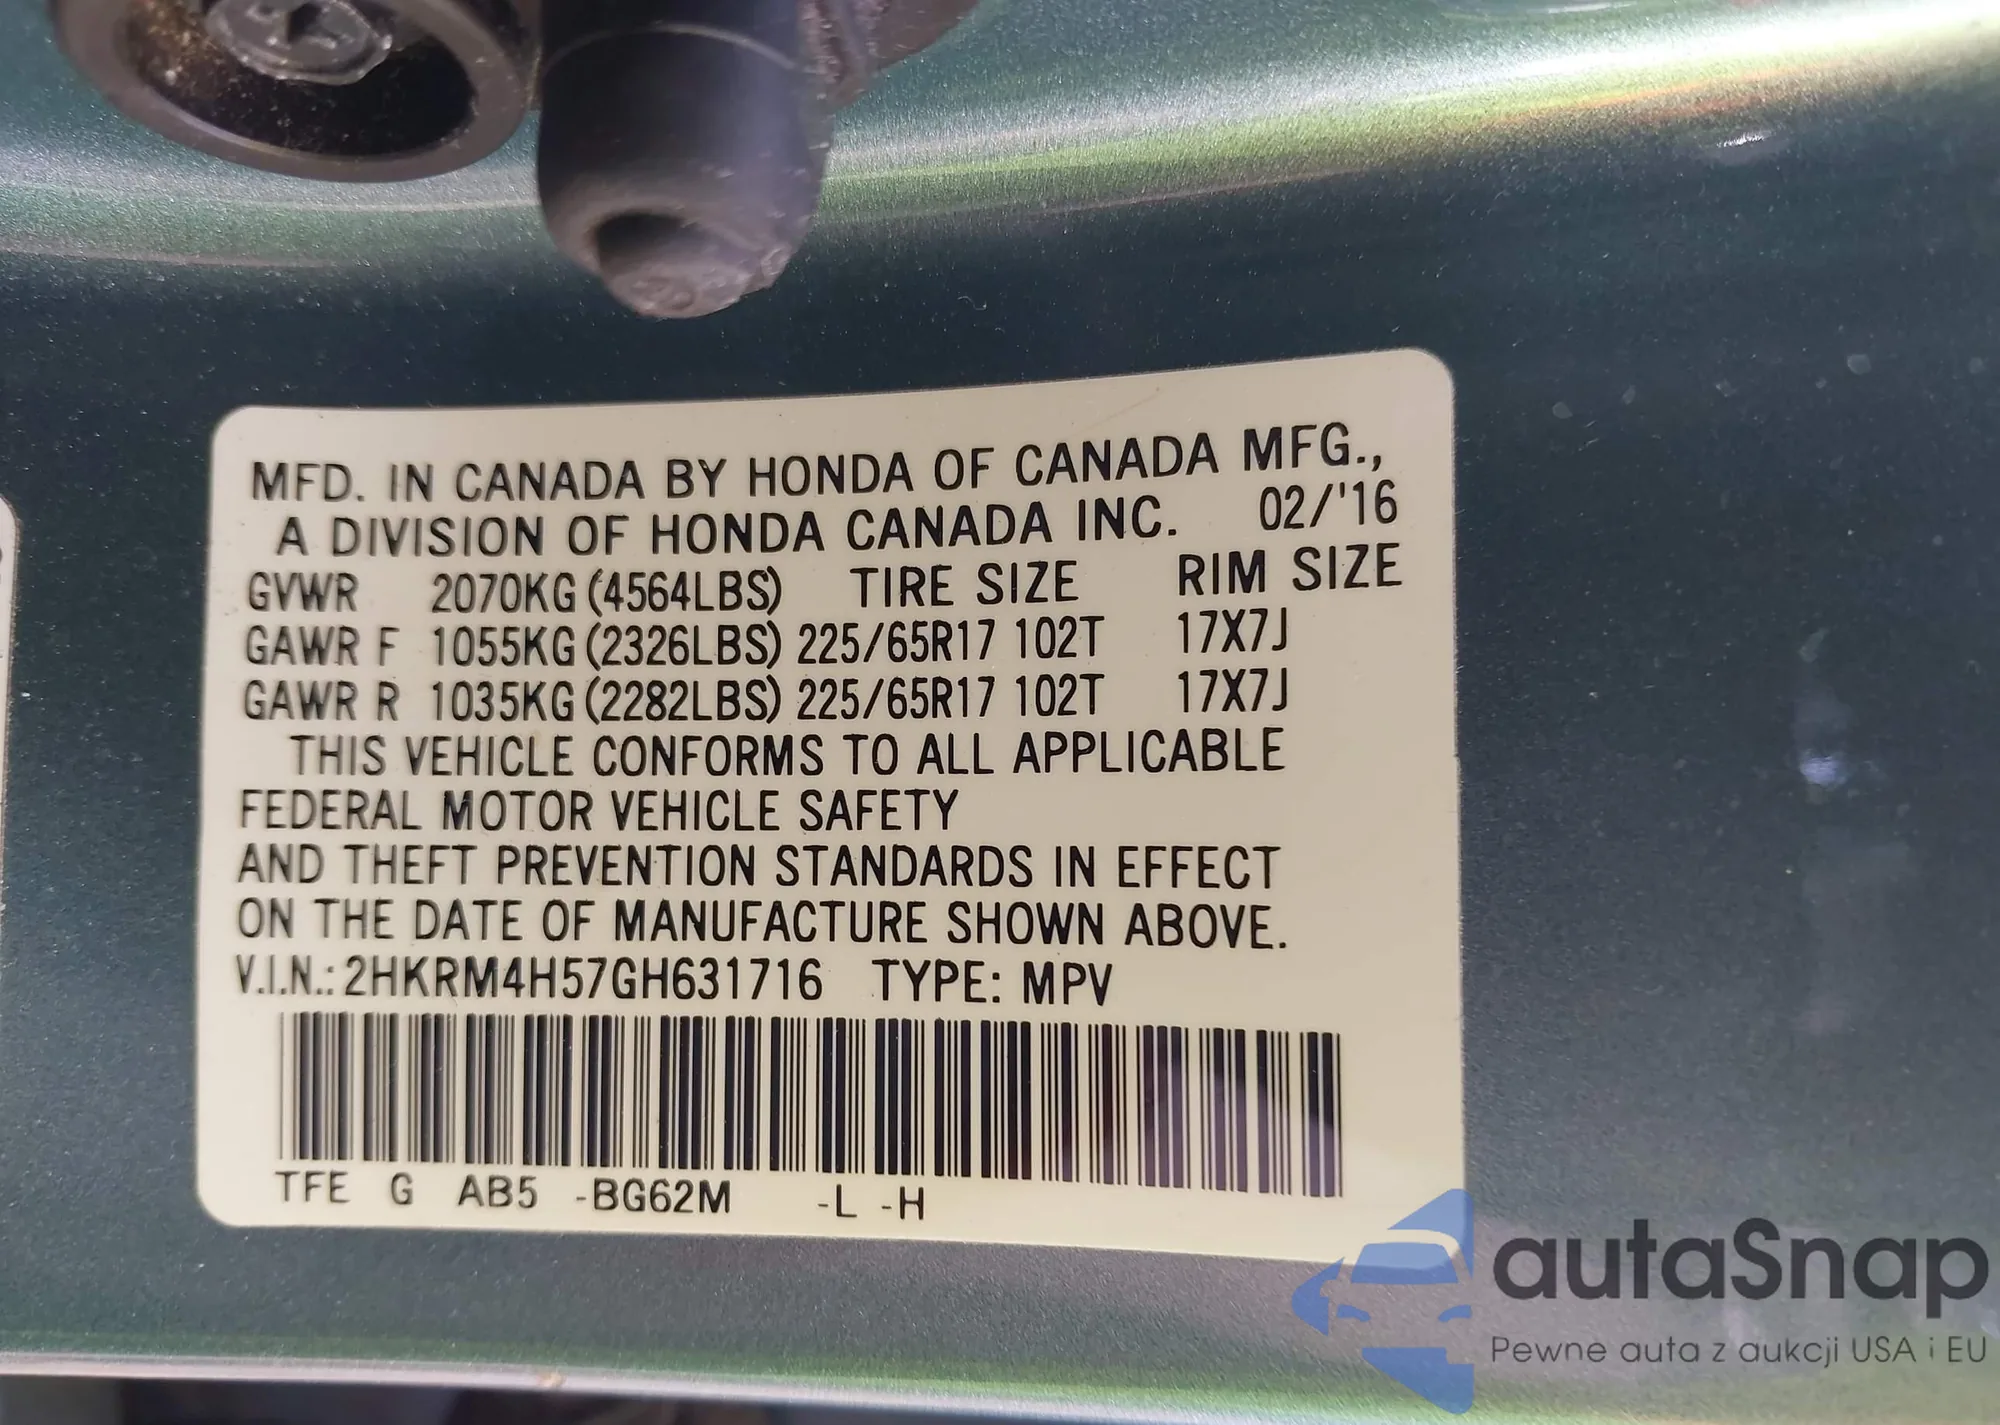 MFD. IN CANADA BY HONDA OF CANADA MFG.,
A DIVISION OF HONDA CANADA INC. 02/'16
GVWR 2070KG (4564LBS) TIRE SIZE RIM SIZE
GAWR F 1055KG (2326LBS) 225/65R17 102T 17X7J
GAWR R 1035KG (2282LBS) 225/65R17 102T 17X7J
THIS VEHICLE CONFORMS TO ALL APPLICABLE
FEDERAL MOTOR VEHICLE SAFETY
AND THEFT PREVENTION STANDARDS IN EFFECT
ON THE DATE OF MANUFACTURE SHOWN ABOVE.
V.I.N.: 2HKRM4H57GH631716 TYPE: MPV
TFE G AB5 -BG62M -L -H
autaSnap
Pewne auta z aukcji USA i EU